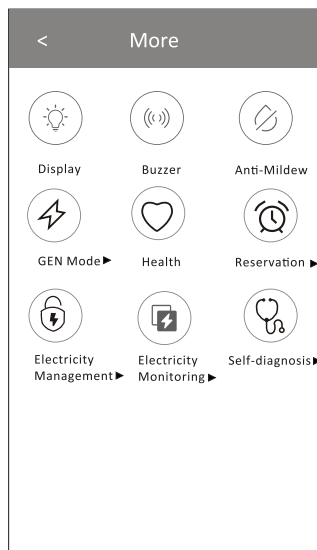 < More
Display Buzzer Anti-Mildew
GEN Mode▶ Health Reservation ▶
Electricity Electricity Self-diagnosis▶
Management▶ Monitoring▶